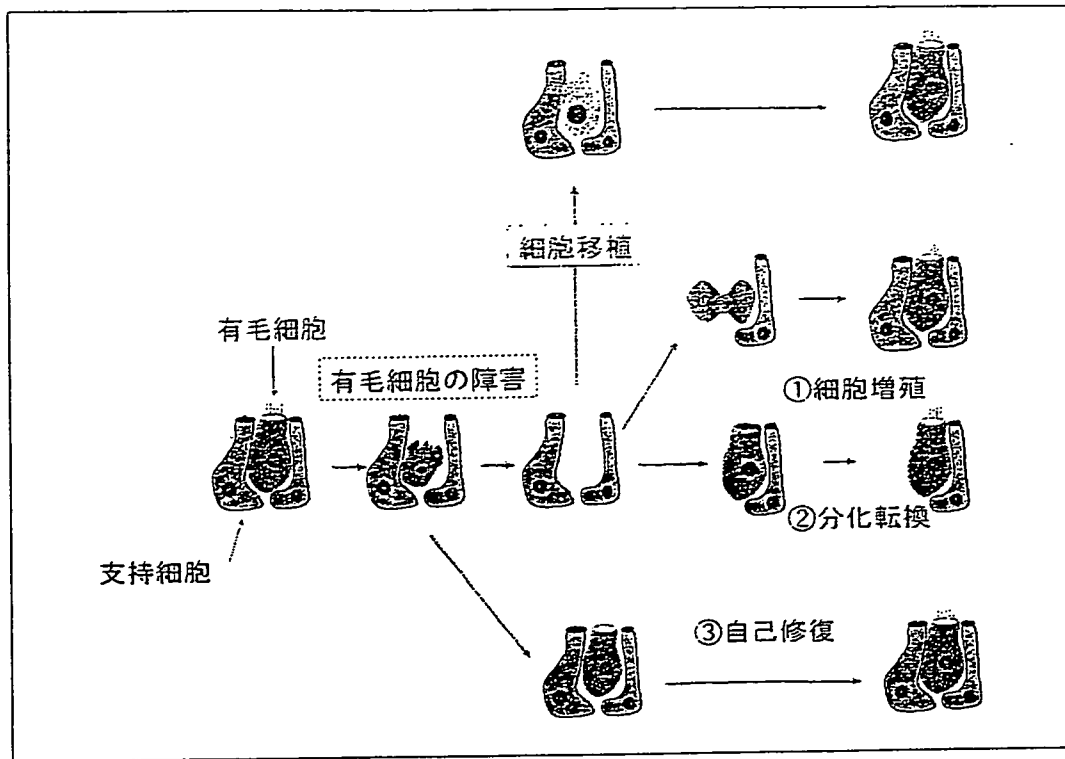 細胞移植
有毛細胞
有毛細胞の障害
①細胞増殖
②分化転換
支持細胞
③自己修復